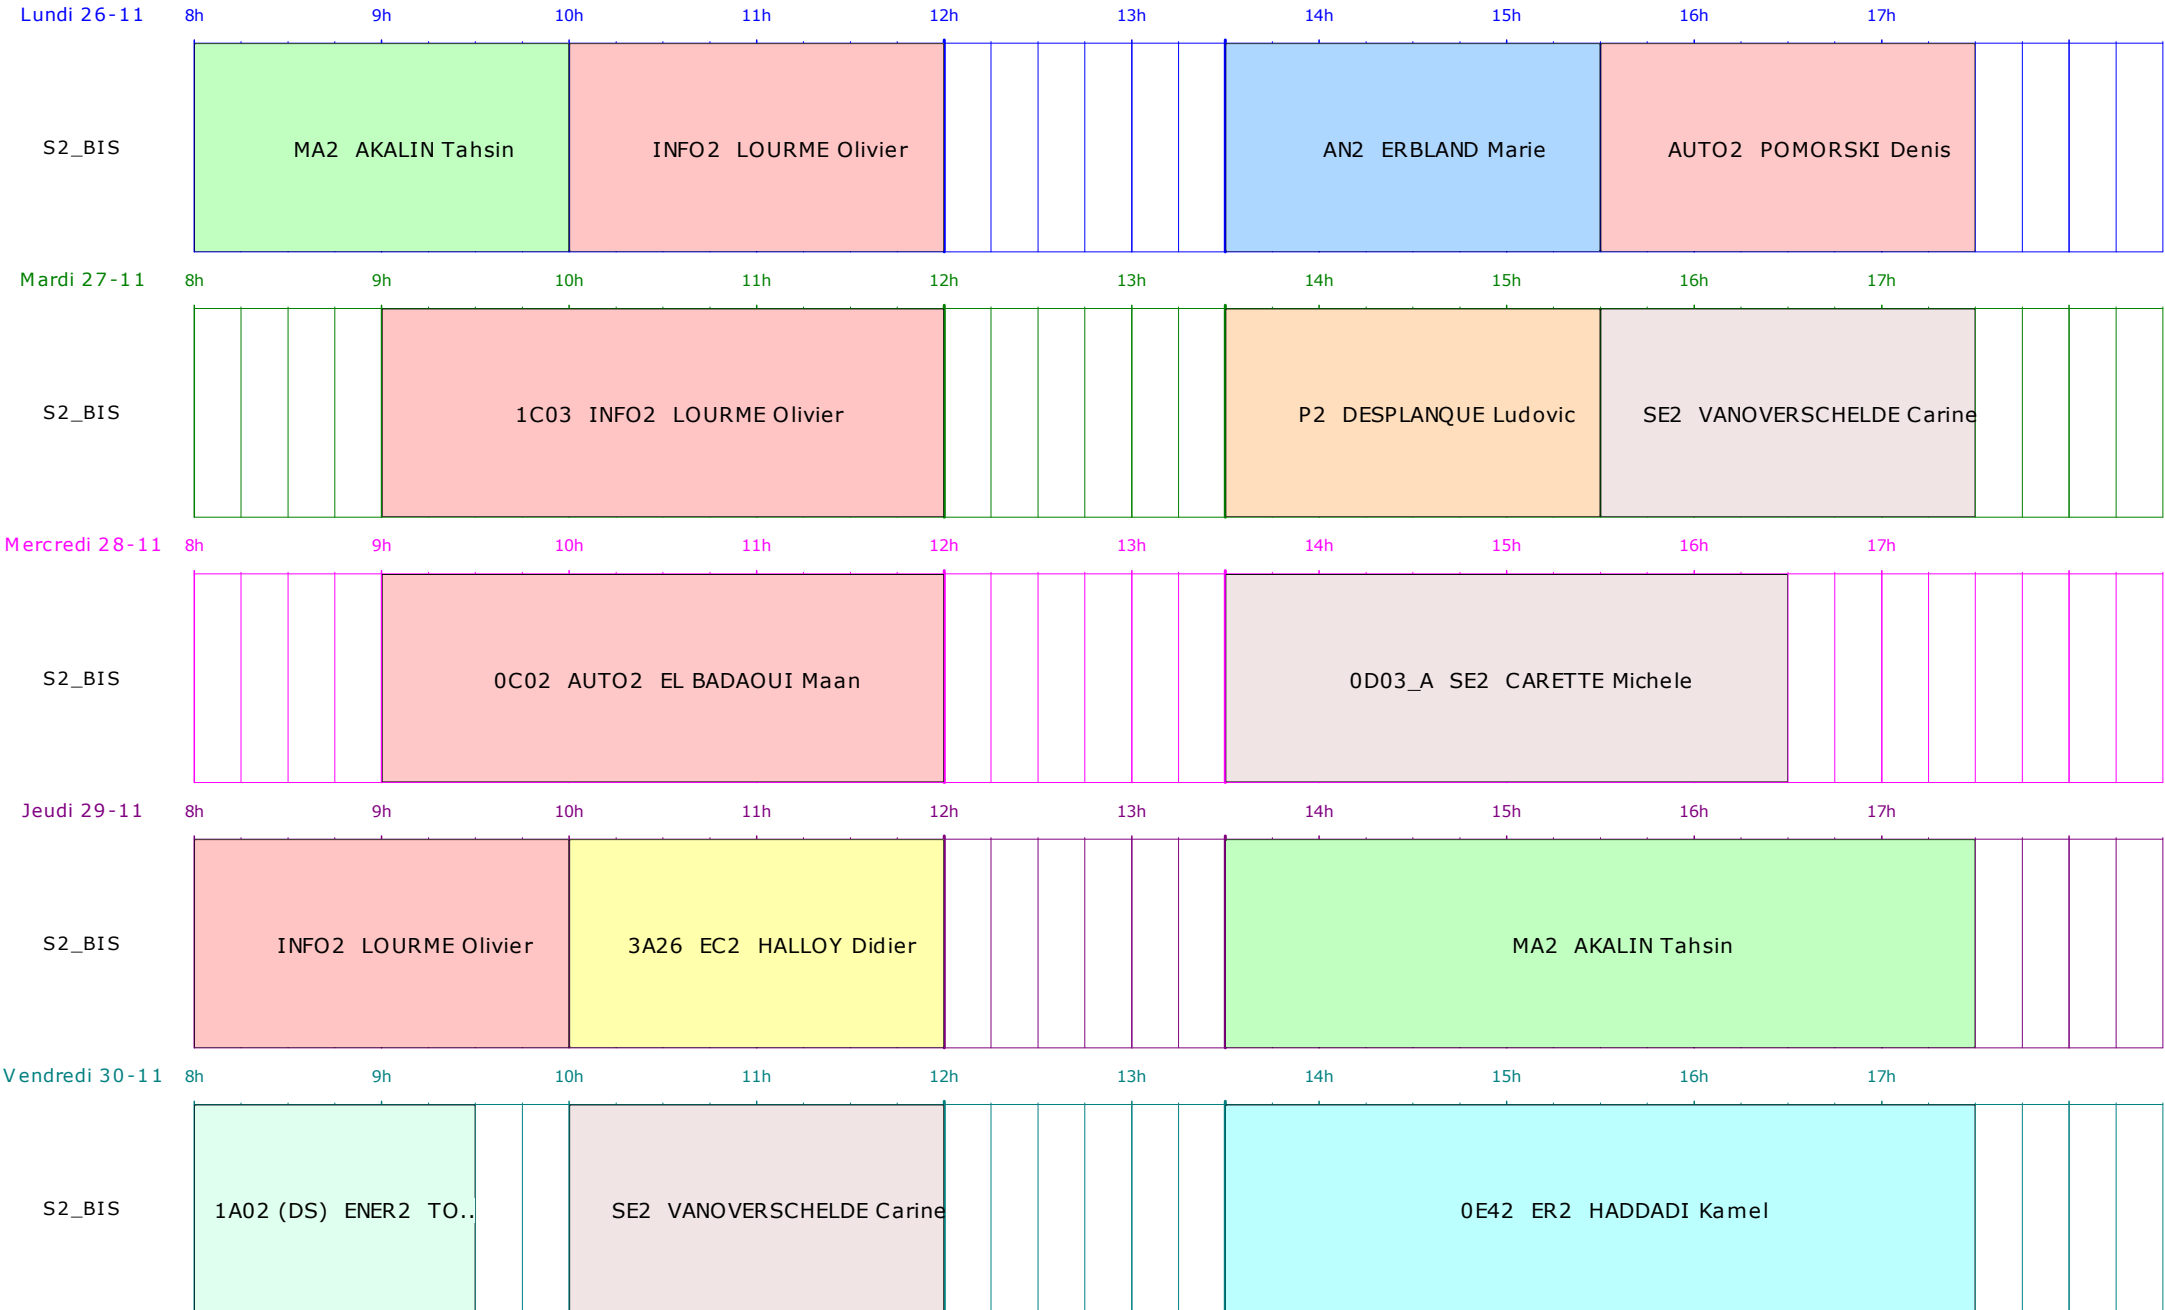 Lundi 26-11 8h 9h 10h 11h 12h 13h 14h 15h 16h 17h
S2_BIS MA2 AKALIN Tahsin INFO2 LOURME Olivier AN2 ERBLAND Marie AUTO2 POMORSKI Denis
Mardi 27-11 8h 9h 10h 11h 12h 13h 14h 15h 16h 17h
S2_BIS 1C03 INFO2 LOURME Olivier P2 DESPLANQUE Ludovic SE2 VANOVERSCHELDE Carine
Mercredi 28-11 8h 9h 10h 11h 12h 13h 14h 15h 16h 17h
S2_BIS 0C02 AUTO2 EL BADAOUI Maan 0D03_A SE2 CARETTE Michele
Jeudi 29-11 8h 9h 10h 11h 12h 13h 14h 15h 16h 17h
S2_BIS INFO2 LOURME Olivier 3A26 EC2 HALLOY Didier MA2 AKALIN Tahsin
Vendredi 30-11 8h 9h 10h 11h 12h 13h 14h 15h 16h 17h
S2_BIS 1A02 (DS) ENER2 TO.. SE2 VANOVERSCHELDE Carine 0E42 ER2 HADDADI Kamel